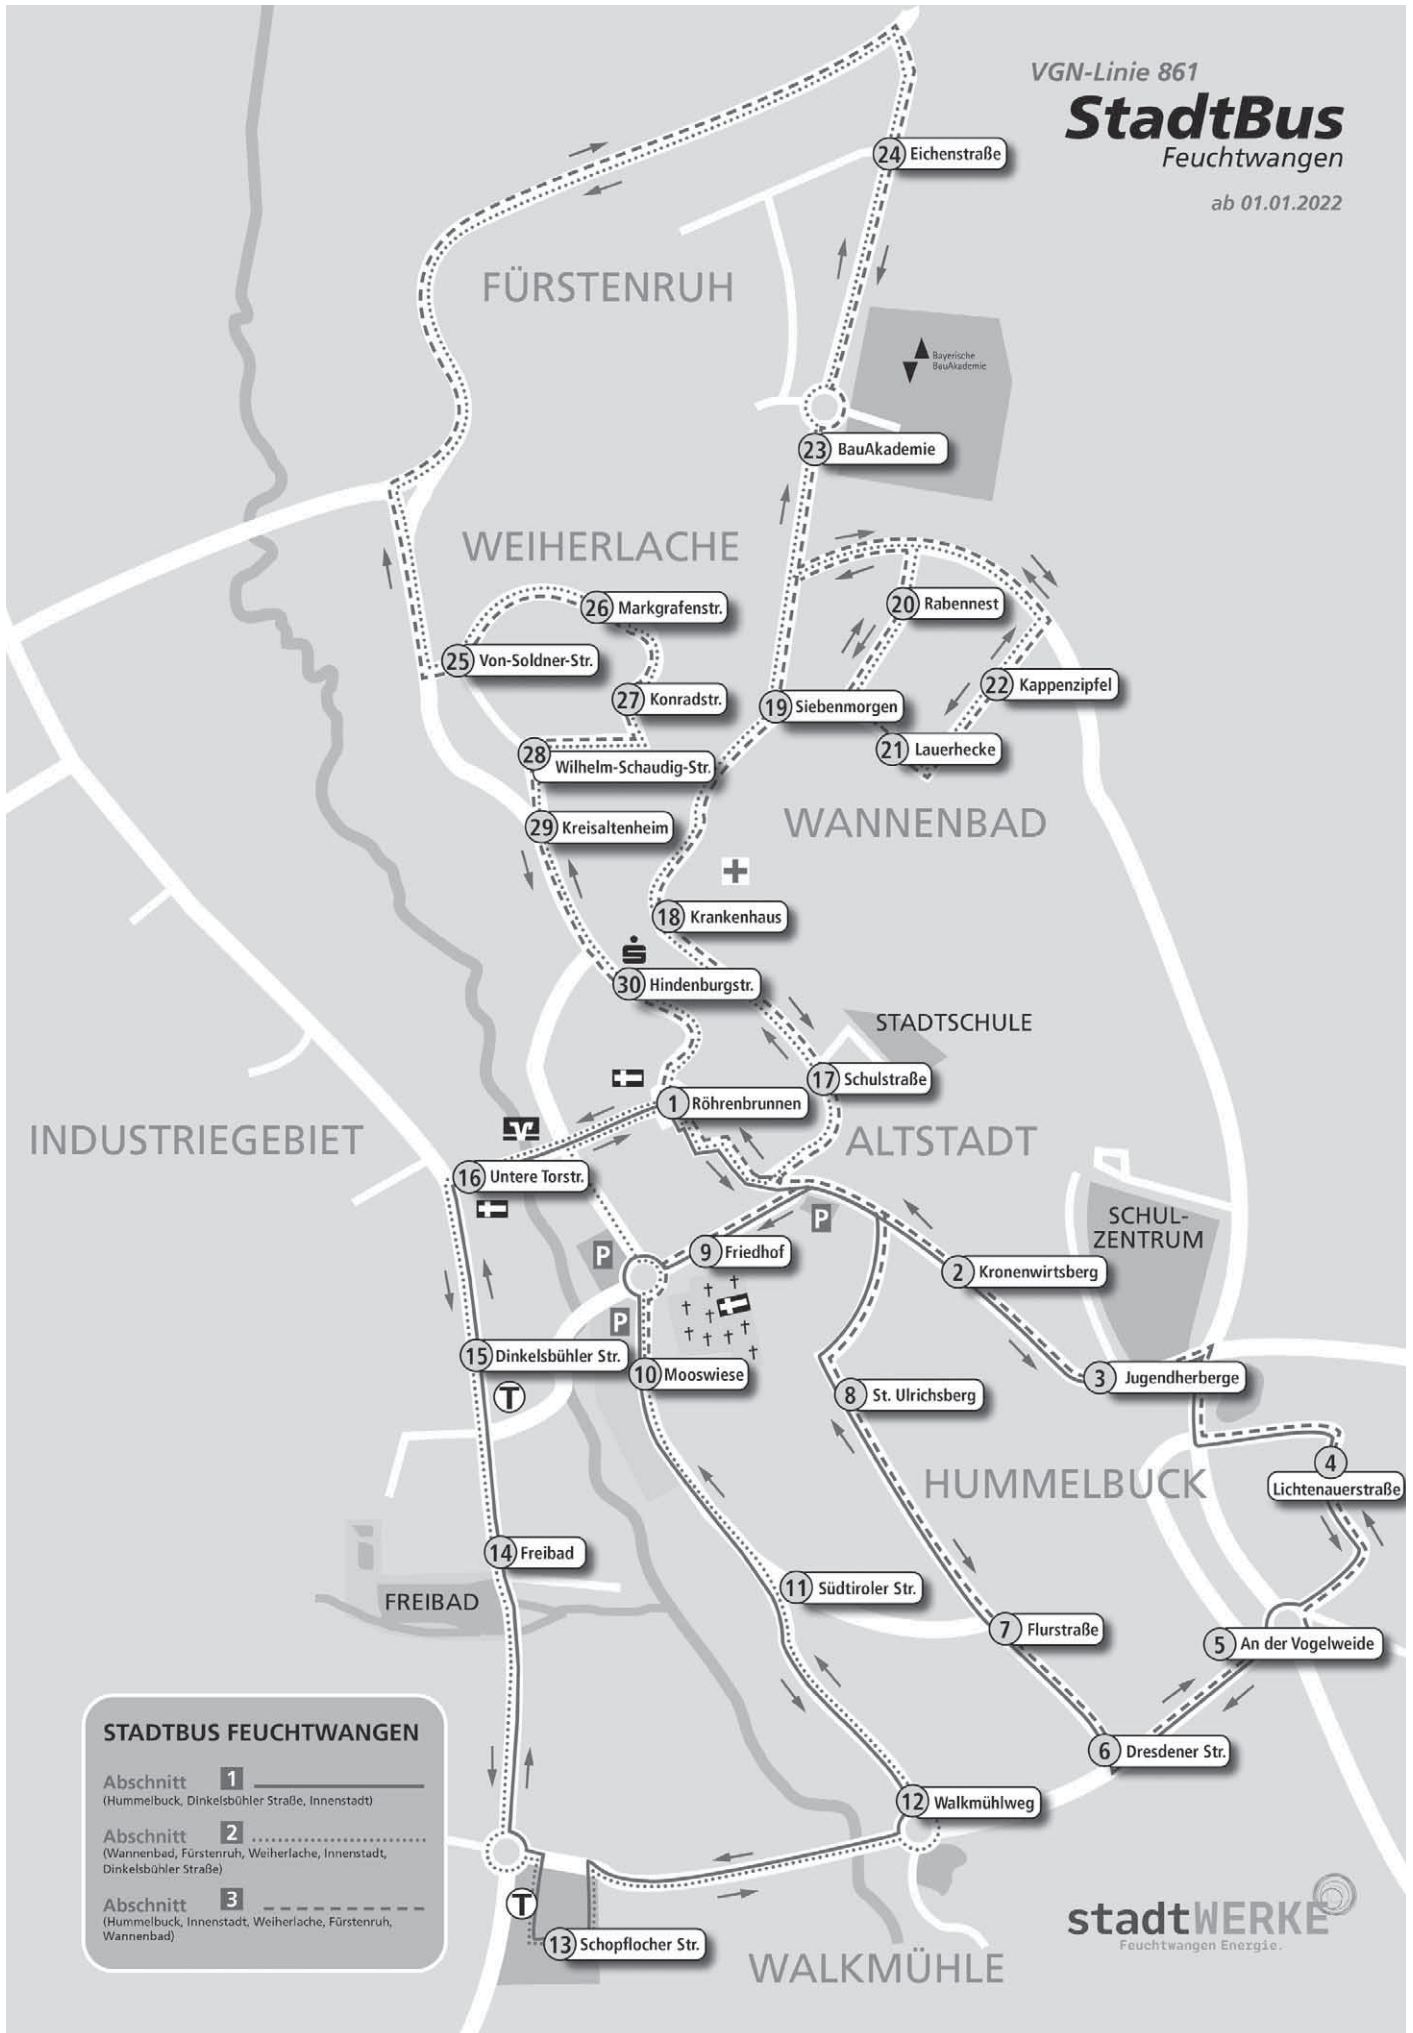 VGN-Linie 861
StadtBus
Feuchtwangen
ab 01.01.2022
24 Eichenstraße
FÜRSTENRUH
Bayerische
BauAkademie
23 BauAkademie
WEIHERLACHE
26 Markgrafenstr.
20 Rabennest
25 Von-Soldner-Str.
27 Konradstr.
22 Kappenzipfel
19 Siebenmorgen
28 Wilhelm-Schaudig-Str.
21 Lauerhecke
WANNENBAD
29 Kreisaltenheim
18 Krankenhaus
30 Hindenburgstr.
STADTSCHULE
17 Schulstraße
1 Röhrenbrunnen
INDUSTRIEGEBIET
ALTSTADT
16 Untere Torstr.
P
SCHUL-
ZENTRUM
P
9 Friedhof
2 Kronenwirtsberg
P
15 Dinkelsbühler Str.
10 Mooswiese
3 Jugendherberge
T
8 St. Ulrichsberg
4
Lichtenauerstraße
HUMMELBUCK
14 Freibad
FREIBAD
11 Südtiroler Str.
7 Flurstraße
5 An der Vogelweide
6 Dresdener Str.
12 Walkmühlweg
T
13 Schopflocher Str.
WALKMÜHLE
STADTBUS FEUCHTWANGEN
Abschnitt 1
(Hummelbuck, Dinkelsbühler Straße, Innenstadt)
Abschnitt 2
(Wannenbad, Fürstenruh, Weiherlache, Innenstadt,
Dinkelsbühler Straße)
Abschnitt 3
(Hummelbuck, Innenstadt, Weiherlache, Fürstenruh,
Wannenbad)
stadtWERKE
Feuchtwangen Energie.